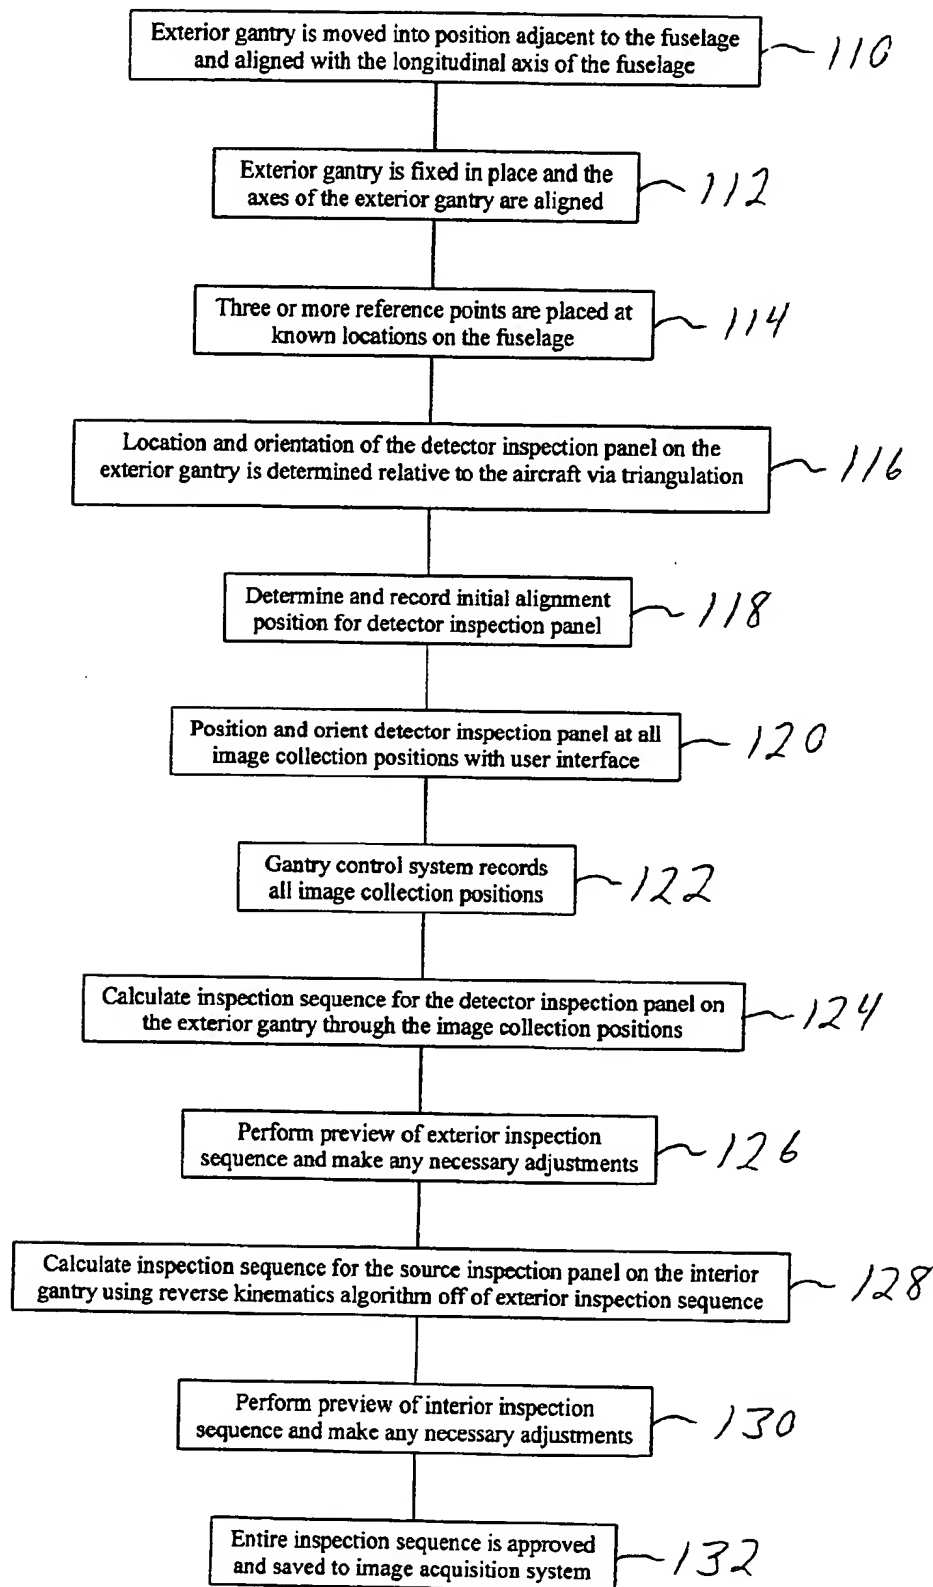 Exterior gantry is moved into position adjacent to the fuselage
and aligned with the longitudinal axis of the fuselage
110
Exterior gantry is fixed in place and the
axes of the exterior gantry are aligned
112
Three or more reference points are placed at
known locations on the fuselage
114
Location and orientation of the detector inspection panel on the
exterior gantry is determined relative to the aircraft via triangulation
116
Determine and record initial alignment
position for detector inspection panel
118
Position and orient detector inspection panel at all
image collection positions with user interface
120
Gantry control system records
all image collection positions
122
Calculate inspection sequence for the detector inspection panel on
the exterior gantry through the image collection positions
124
Perform preview of exterior inspection
sequence and make any necessary adjustments
126
Calculate inspection sequence for the source inspection panel on the interior
gantry using reverse kinematics algorithm off of exterior inspection sequence
128
Perform preview of interior inspection
sequence and make any necessary adjustments
130
Entire inspection sequence is approved
and saved to image acquisition system
132